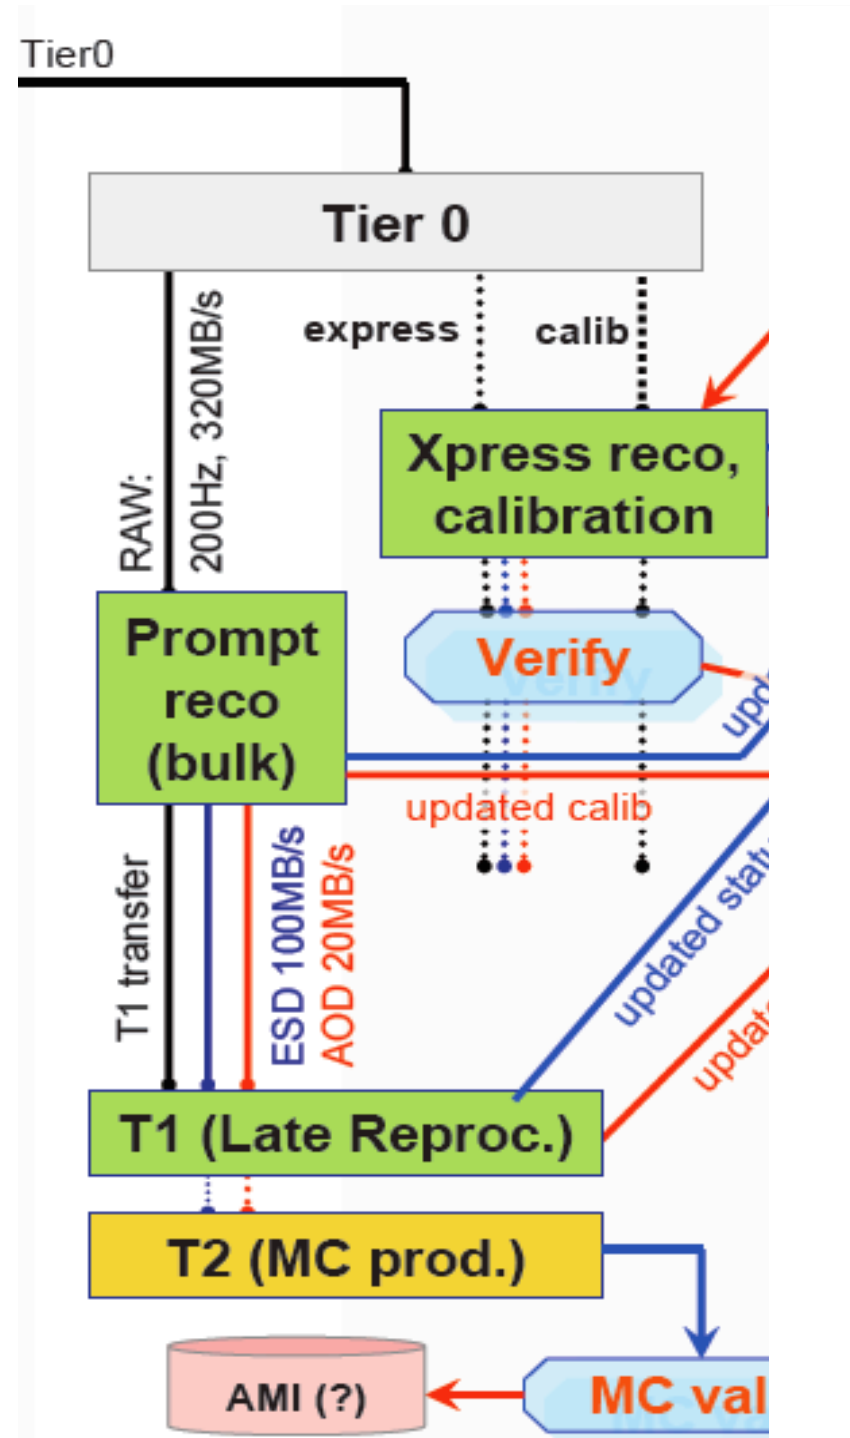 Tier0
Tier 0
express
calib
RAW:
200Hz, 320MB/s
Xpress reco,
calibration
Prompt
reco
(bulk)
Verify
updated calib
T1 transfer
ESD 100MB/s
AOD 20MB/s
updated
T1 (Late Reproc.)
T2 (MC prod.)
AMI (?)
MC val